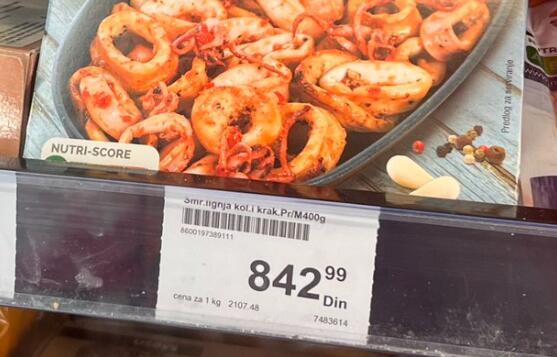 NUTRI-SCORE
Predlog za serviranje
Smr.lignja kol.i krak.Pr/M400g
8600197389111
842 99
Din
cena za 1 kg 2107.48
7483614